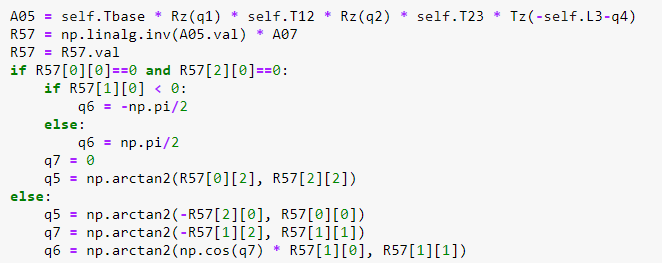 A05 = self.Tbase * Rz(q1) * self.T12 * Rz(q2) * self.T23 * Tz(-self.L3-q4)
R57 = np.linalg.inv(A05.val) * A07
R57 = R57.val
if R57[0][0]==0 and R57[2][0]==0:
    if R57[1][0] < 0:
        q6 = -np.pi/2
    else:
        q6 = np.pi/2
    q7 = 0
    q5 = np.arctan2(R57[0][2], R57[2][2])
else:
    q5 = np.arctan2(-R57[2][0], R57[0][0])
    q7 = np.arctan2(-R57[1][2], R57[1][1])
    q6 = np.arctan2(np.cos(q7) * R57[1][0], R57[1][1])